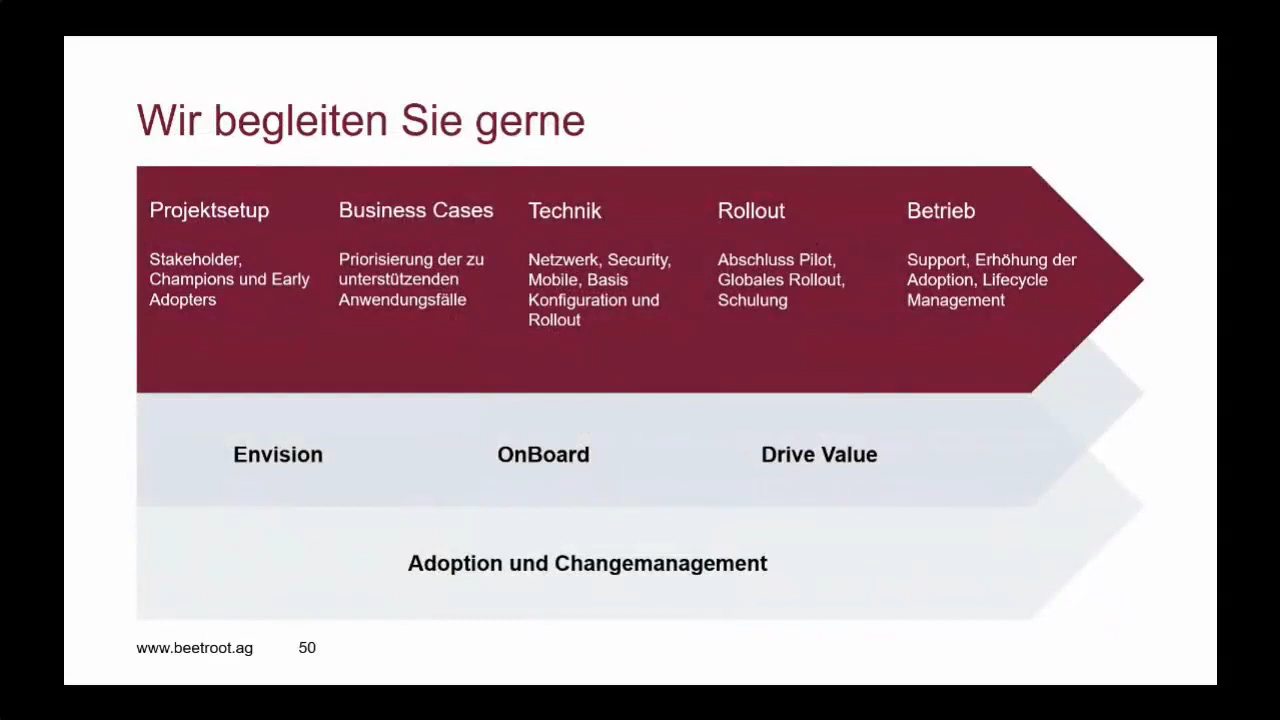 Wir begleiten Sie gerne
Projektsetup
Stakeholder,
Champions und Early
Adopters
Business Cases
Priorisierung der zu
unterstützenden
Anwendungsfälle
Technik
Netzwerk, Security,
Mobile, Basis
Konfiguration und
Rollout
Rollout
Abschluss Pilot,
Globales Rollout,
Schulung
Betrieb
Support, Erhöhung der
Adoption, Lifecycle
Management
Envision
OnBoard
Drive Value
Adoption und Changemanagement
www.beetroot.ag
50